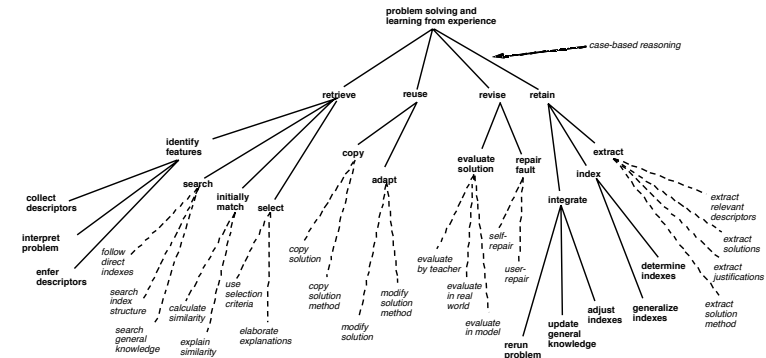 problem solving and
learning from experience
case-based reasoning
retrieve
reuse
revise
retain
identify
features
search
initially
match
select
copy
adapt
evaluate
solution
repair
fault
integrate
index
extract
collect
descriptors
interpret
problem
enfer
descriptors
follow
direct
indexes
search
index
structure
search
general
knowledge
calculate
similarity
explain
similarity
use
selection
criteria
elaborate
explanations
copy
solution
copy
solution
method
modify
solution
modify
solution
method
evaluate
by teacher
evaluate
in real
world
evaluate
in model
self-
repair
user-
repair
rerun
problem
update
general
knowledge
adjust
indexes
generalize
indexes
determine
indexes
extract
relevant
descriptors
extract
solutions
extract
justifications
extract
solution
method